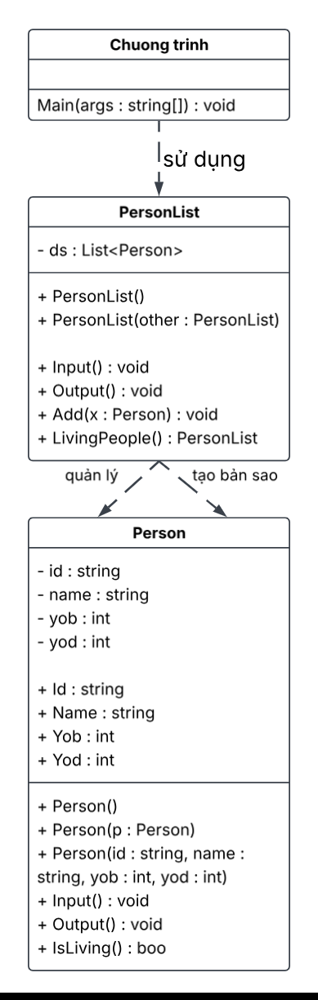 Chuong trinh
Main(args : string[]) : void
sử dụng
PersonList
- ds : List<Person>
+ PersonList()
+ PersonList(other : PersonList)
+ Input() : void
+ Output() : void
+ Add(x : Person) : void
+ LivingPeople() : PersonList
quản lý
tạo bản sao
Person
- id : string
- name : string
- yob : int
- yod : int
+ Id : string
+ Name : string
+ Yob : int
+ Yod : int
+ Person()
+ Person(p : Person)
+ Person(id : string, name :
string, yob : int, yod : int)
+ Input() : void
+ Output() : void
+ IsLiving() : boo